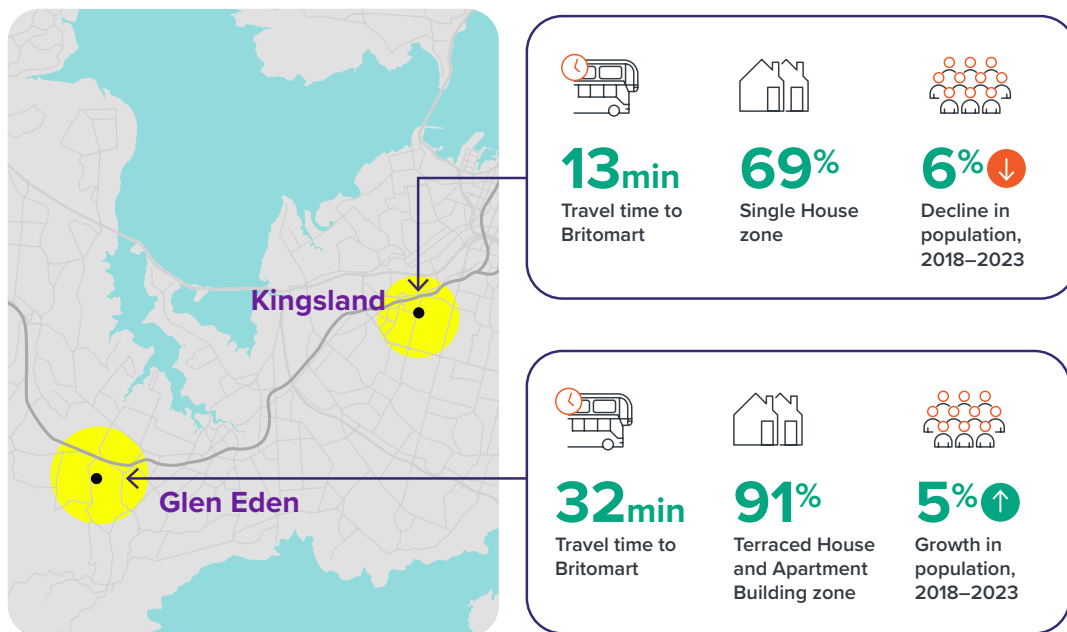 Kingsland
Glen Eden
13min
Travel time to
Britomart
69%
Single House
zone
6%
Decline in
population,
2018–2023
32min
Travel time to
Britomart
91%
Terraced House
and Apartment
Building zone
5%
Growth in
population,
2018–2023